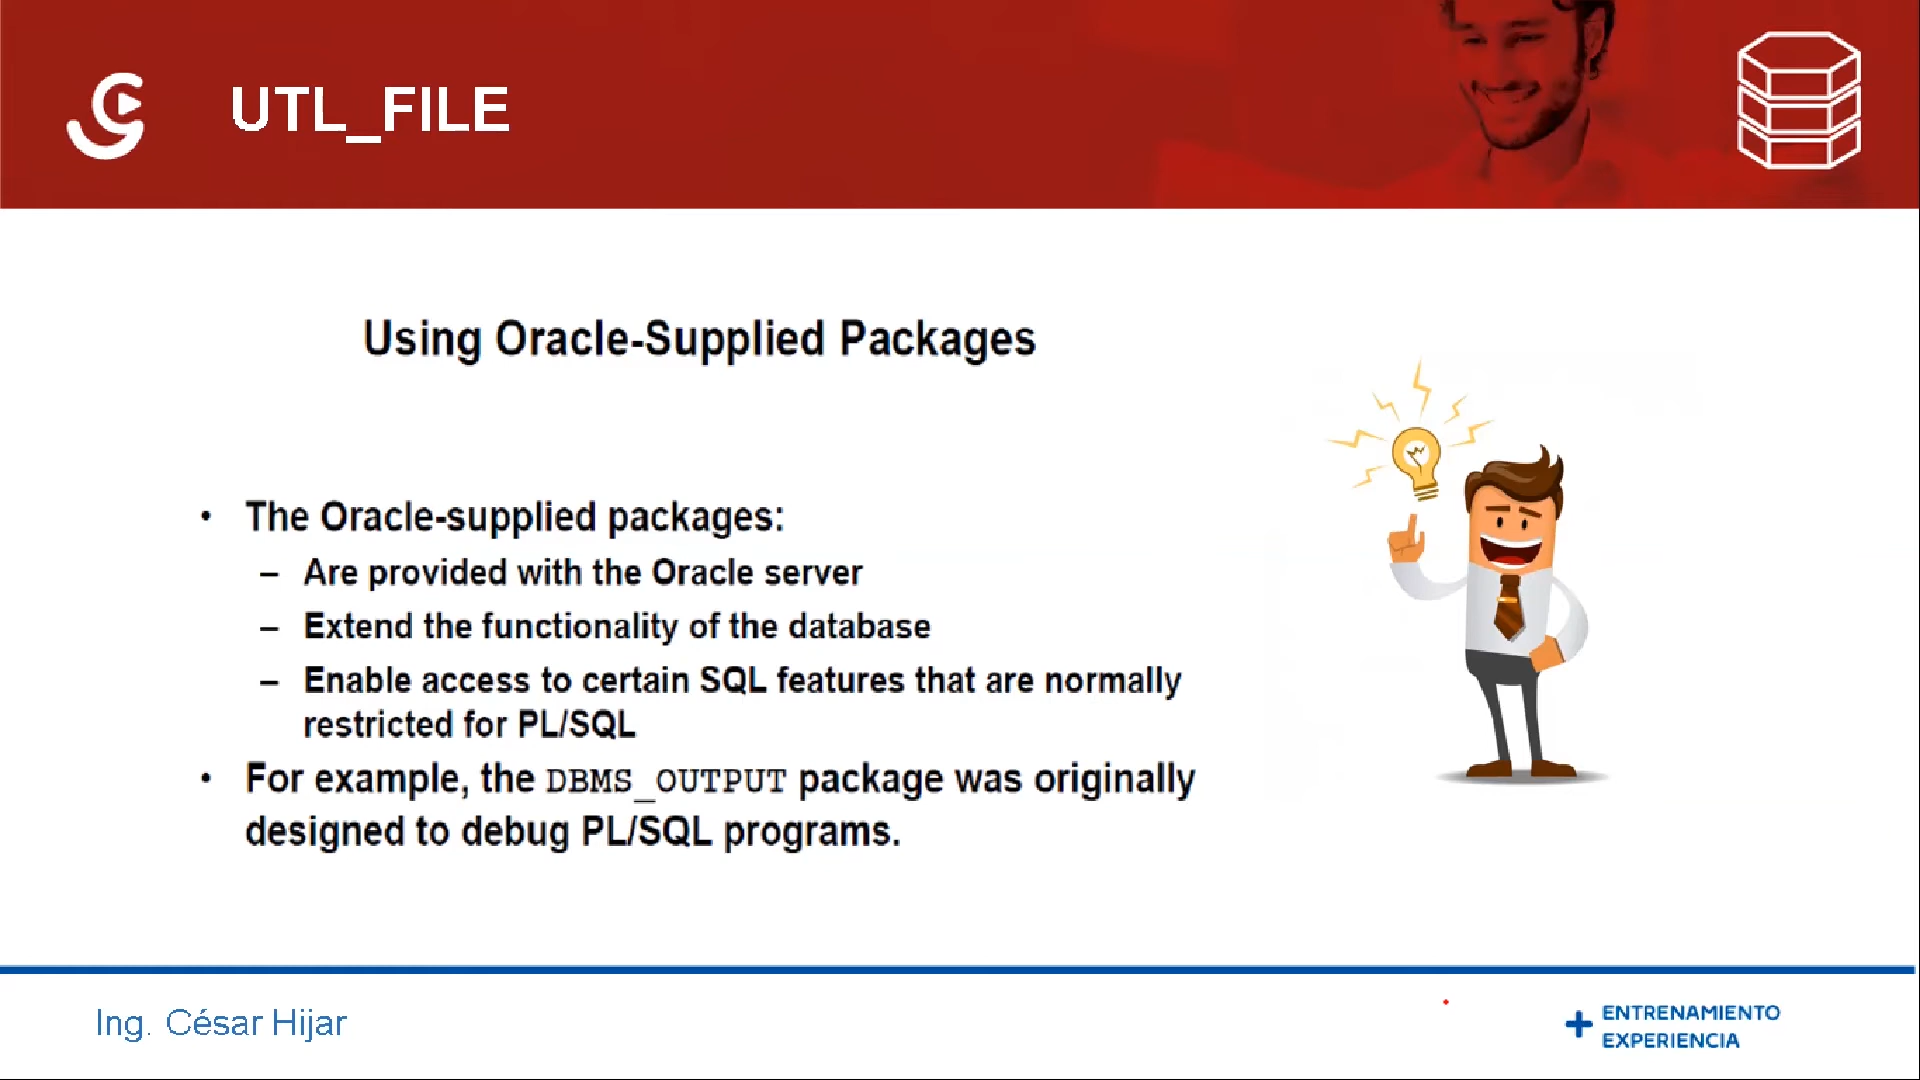 UTL_FILE
Using Oracle-Supplied Packages
• The Oracle-supplied packages:
– Are provided with the Oracle server
– Extend the functionality of the database
– Enable access to certain SQL features that are normally
restricted for PL/SQL
• For example, the DBMS_OUTPUT package was originally
designed to debug PL/SQL programs.
Ing. César Hijar
+ ENTRENAMIENTO
EXPERIENCIA